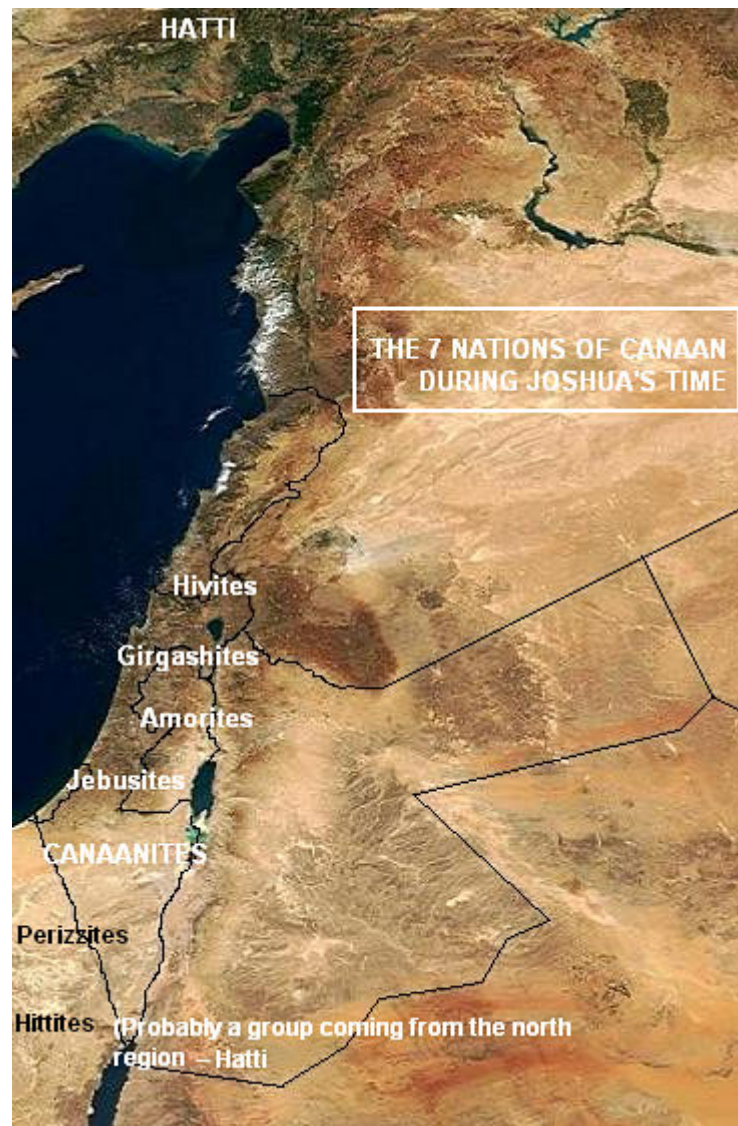 HATTI
THE 7 NATIONS OF CANAAN
DURING JOSHUA'S TIME
Hivites
Girgashites
Amorites
Jebusites
CANAANITES
Perizzites
Hittites (Probably a group coming from the north
region – Hatti